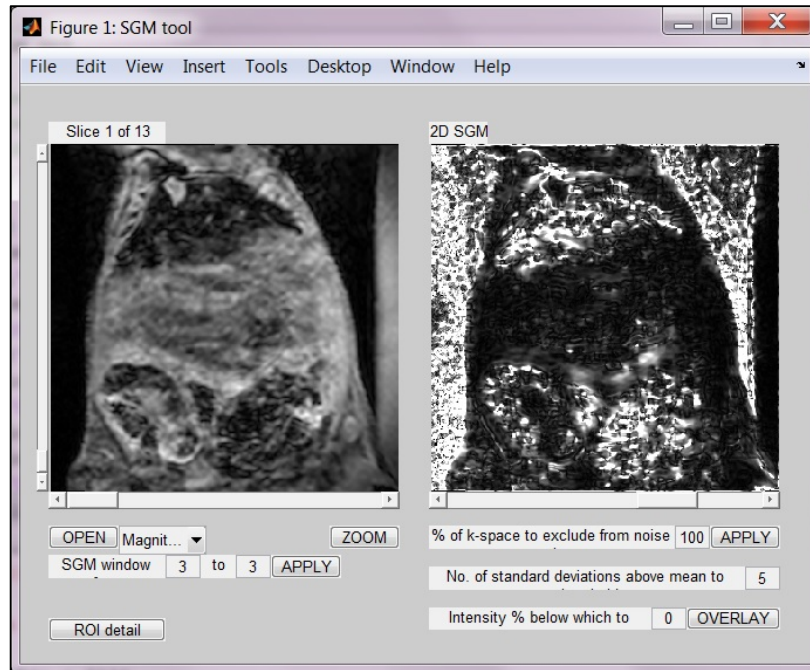 Figure 1: SGM tool
File Edit View Insert Tools Desktop Window Help
Slice 1 of 13
2D SGM
OPEN Magnit... ZOOM
% of k-space to exclude from noise 100 APPLY
SGM window 3 to 3 APPLY
No. of standard deviations above mean to 5
Intensity % below which to 0 OVERLAY
ROI detail